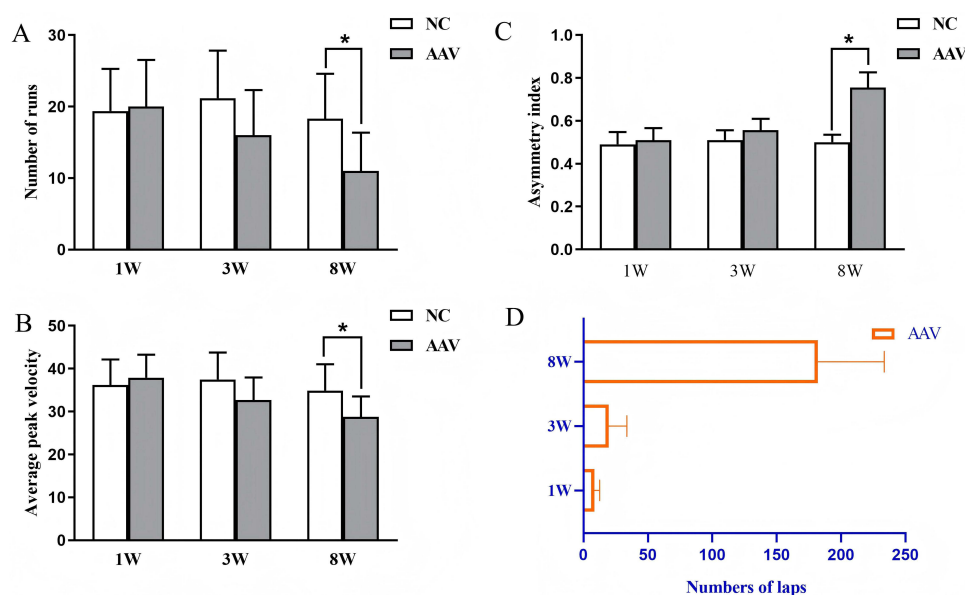 A
NC
AAV
Number of runs
30
20
10
0
*
1W
3W
8W
B
NC
AAV
Average peak velocity
50
40
30
20
10
0
*
1W
3W
8W
C
NC
AAV
Asymmetry index
1.0
0.8
0.6
0.4
0.2
0.0
*
1W
3W
8W
D
AAV
8W
3W
1W
0
50
100
150
200
250
Numbers of laps